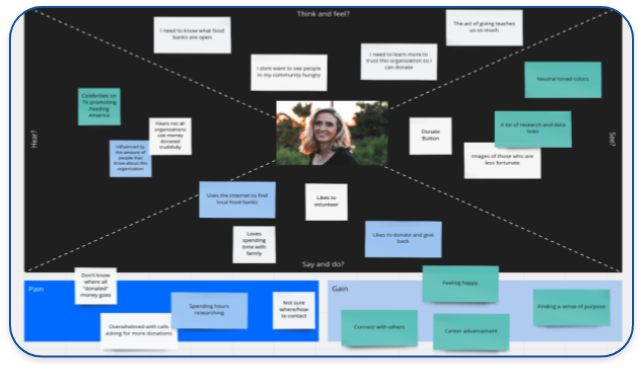 Think and feel?
I need to know what food
banks are open
I dont want to see people
in my community hungry
I need to learn more to
trust this organization so I
can donate
The act of giving teaches
us so much
Hear?
Celebrities on
TV promoting
Feeding
America
Hears not all
organizations
use money
donated
truthfully
Influenced by
the amount of
people that
know about this
organization
See?
Neutral toned colors
A lot of research and data
links
Donate
Button
Images of those who are
less fortunate
Uses the internet to find
local food banks
Likes to
volunteer
Loves
spending
time with
family
Likes to donate and give
back
Say and do?
Pain
Don't know
where all
"donated"
money goes
Overwhelmed with calls
asking for more donations
Spending hours
researching
Not sure
where/how
to contact
Gain
Feeling happy
Connect with others
Career advancement
Finding a sense of purpose